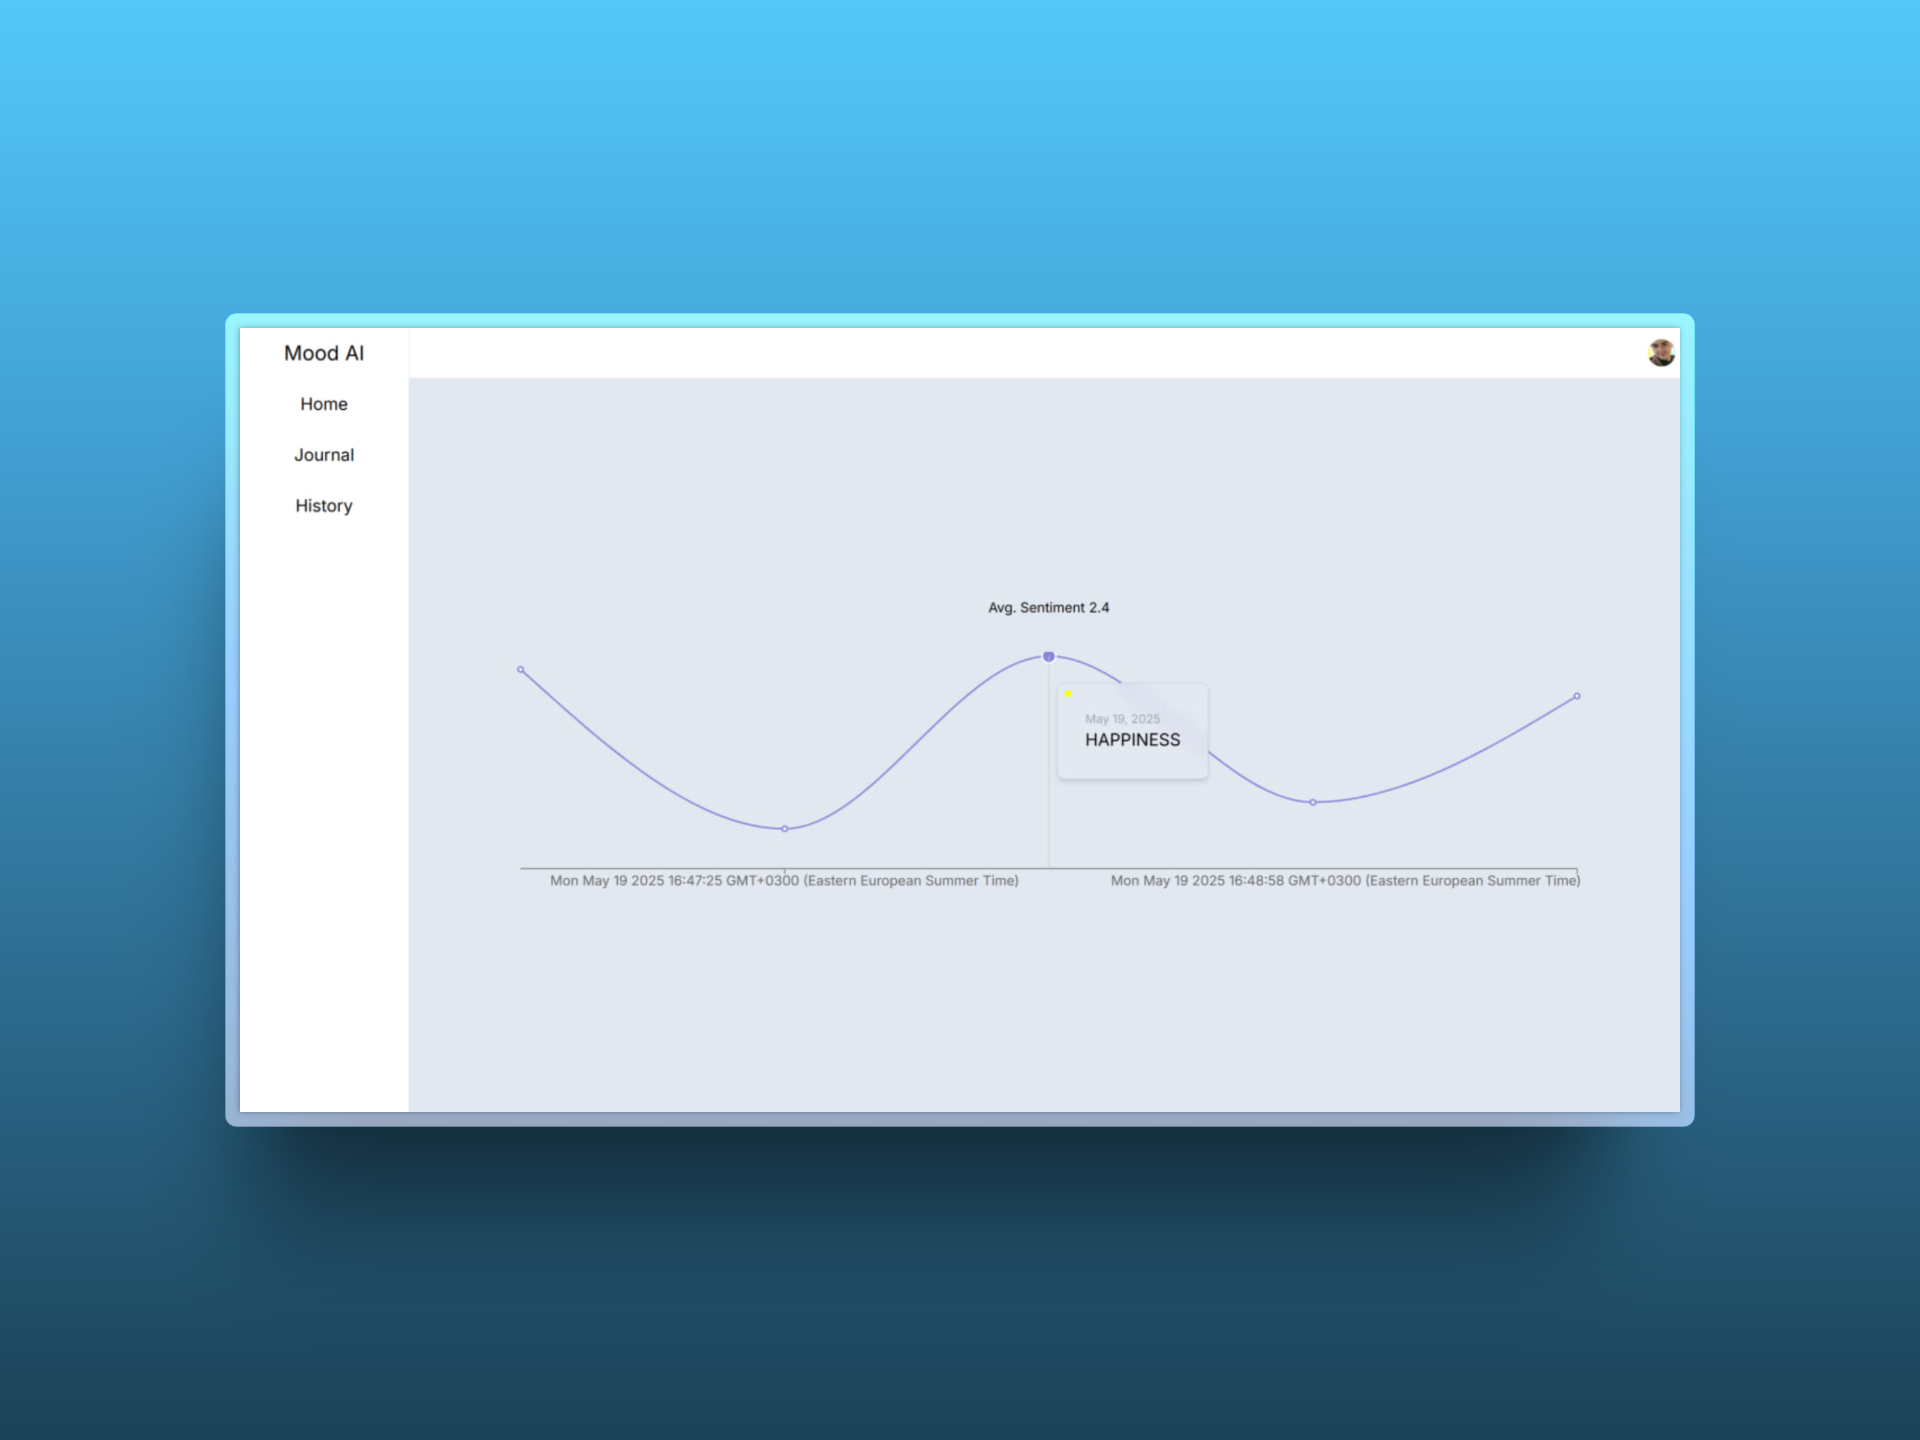 Mood AI
Home
Journal
History
Avg. Sentiment 2.4
May 19, 2025
HAPPINESS
Mon May 19 2025 16:47:25 GMT+0300 (Eastern European Summer Time)
Mon May 19 2025 16:48:58 GMT+0300 (Eastern European Summer Time)